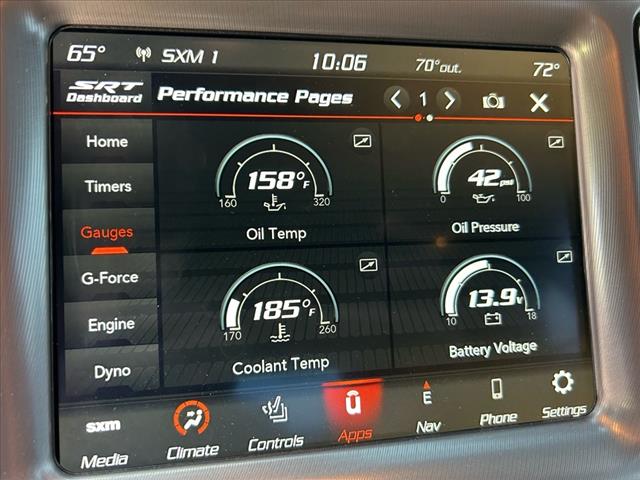 65° SXM 1 10:06 70°out. 72°
SRT
Dashboard
Performance Pages
1
Home
Timers
Gauges
G-Force
Engine
Dyno
158°F
160 320
Oil Temp
42 psi
0 100
Oil Pressure
185°F
170 260
Coolant Temp
13.9v
10 18
Battery Voltage
sxm
Media
Climate
Controls
Apps
E
Nav
Phone
Settings